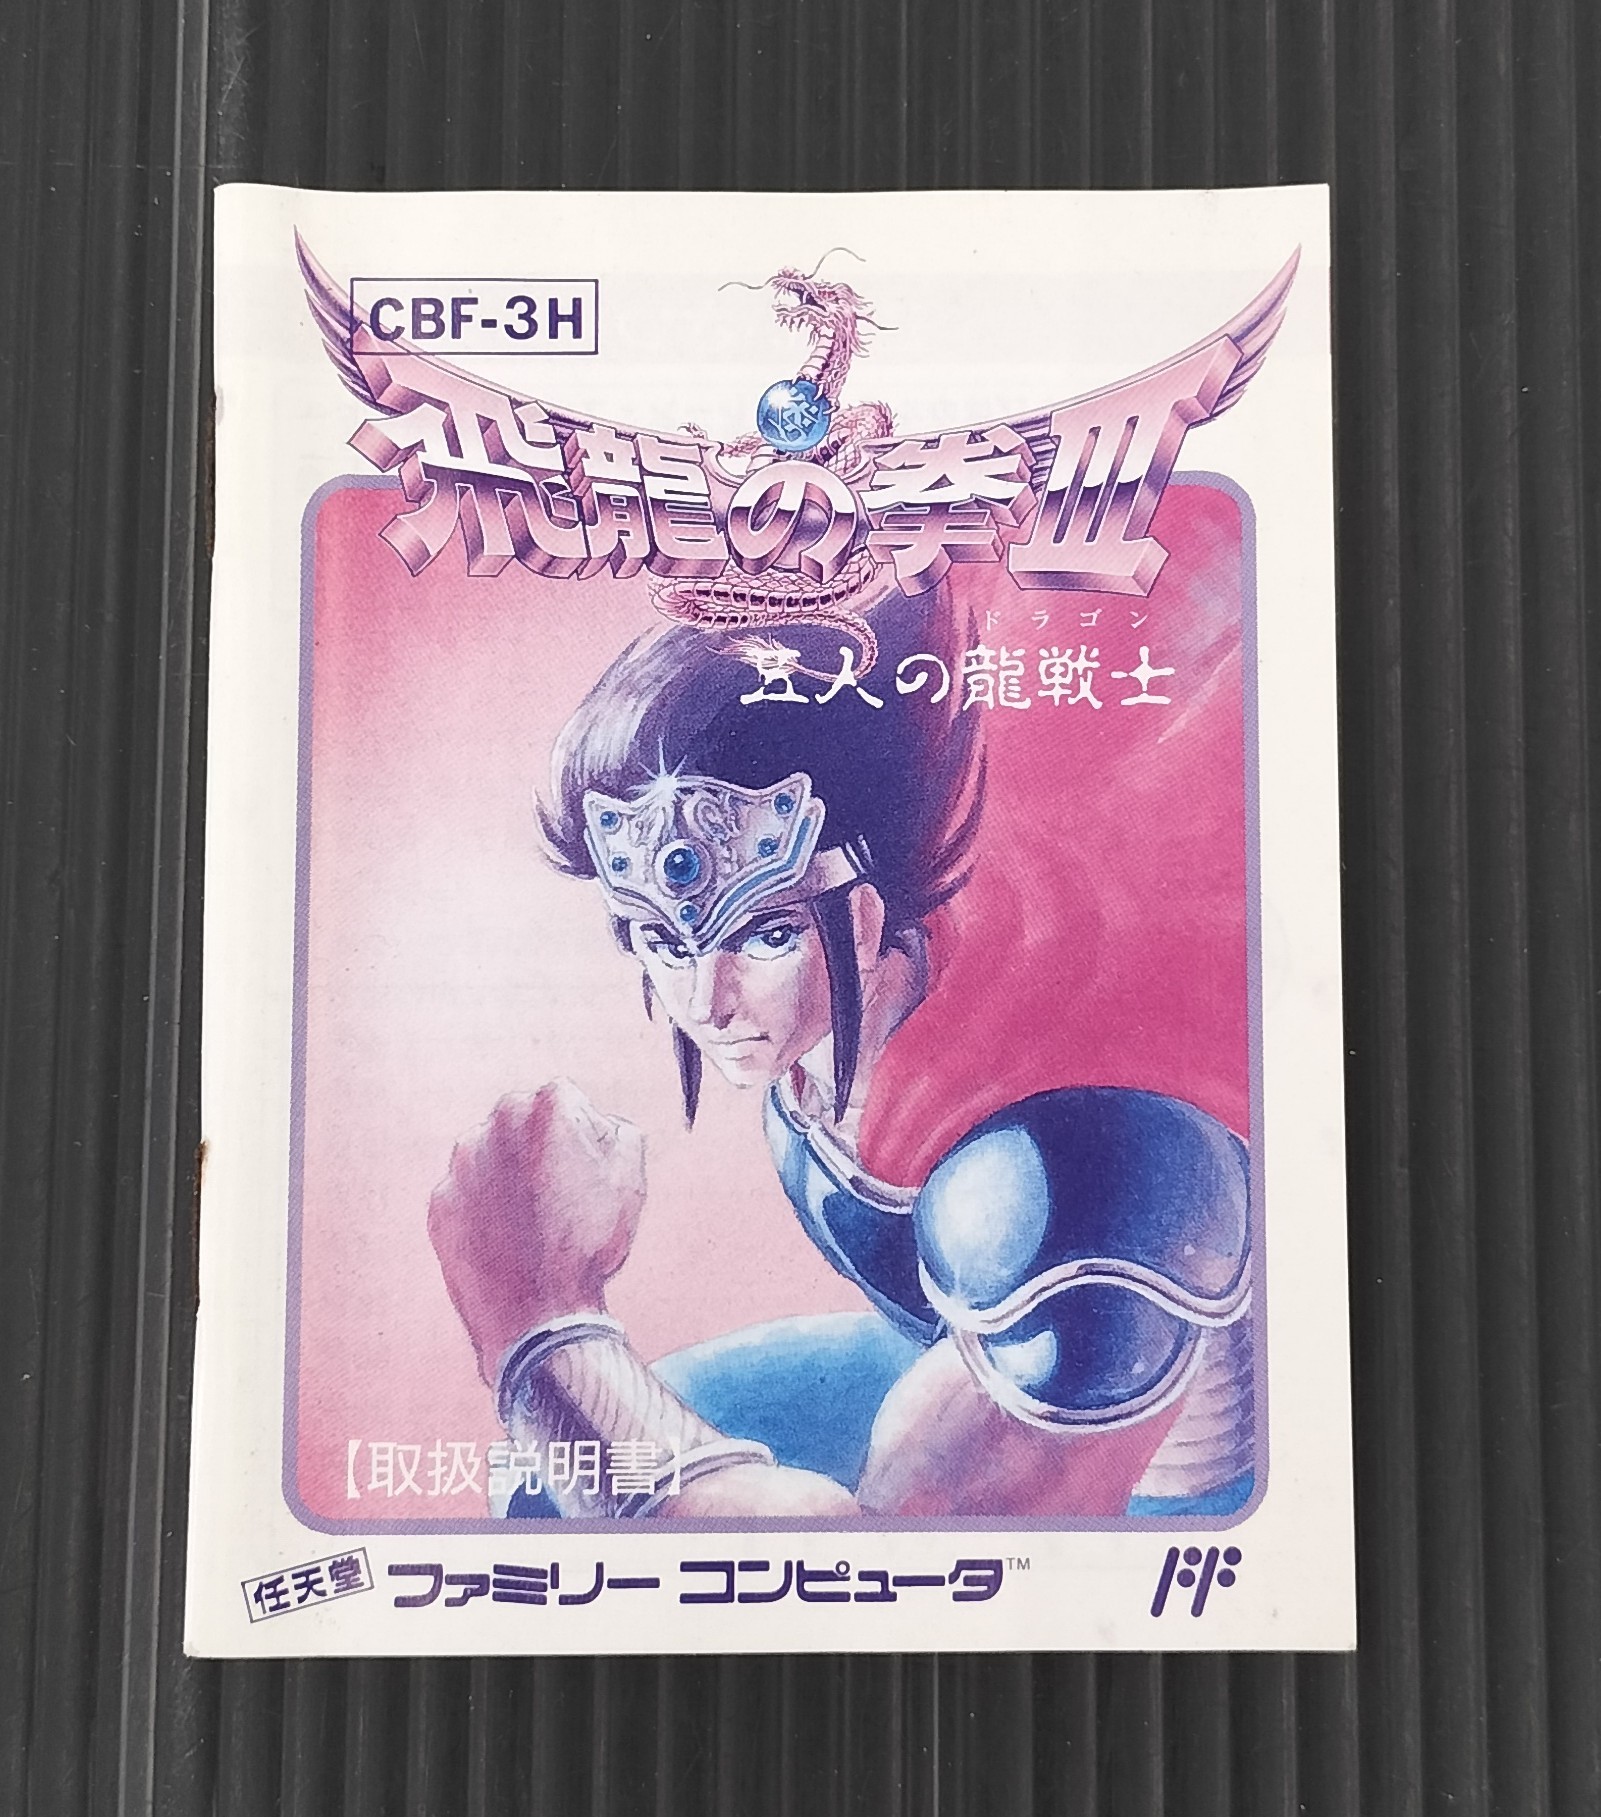 CBF-3H
飛龍の拳III
ドラゴン
五人の龍戦士
【取扱説明書】
任天堂 ファミリーコンピュータ™